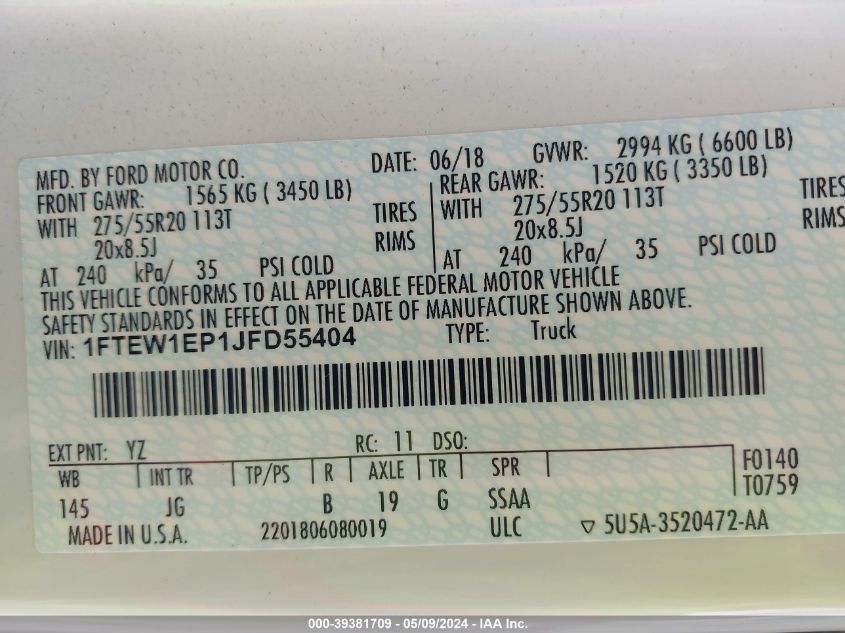 MFD. BY FORD MOTOR CO. DATE: 06/18 GVWR: 2994 KG ( 6600 LB)
FRONT GAWR: 1565 KG ( 3450 LB) REAR GAWR: 1520 KG ( 3350 LB)
WITH 275/55R20 113T TIRES WITH 275/55R20 113T TIRES
20x8.5J RIMS 20x8.5J RIMS
AT 240 kPa/ 35 PSI COLD AT 240 kPa/ 35 PSI COLD
THIS VEHICLE CONFORMS TO ALL APPLICABLE FEDERAL MOTOR VEHICLE
SAFETY STANDARDS IN EFFECT ON THE DATE OF MANUFACTURE SHOWN ABOVE.
VIN: 1FTEW1EP1JFD55404 TYPE: Truck
EXT PNT: YZ RC: 11 DSO:
WB INT TR TP/PS R AXLE TR SPR F0140
145 JG B 19 G SSAA T0759
MADE IN U.S.A. 2201806080019 ULC ▽ 5U5A-3520472-AA
000-39381709 - 05/09/2024 - IAA Inc.